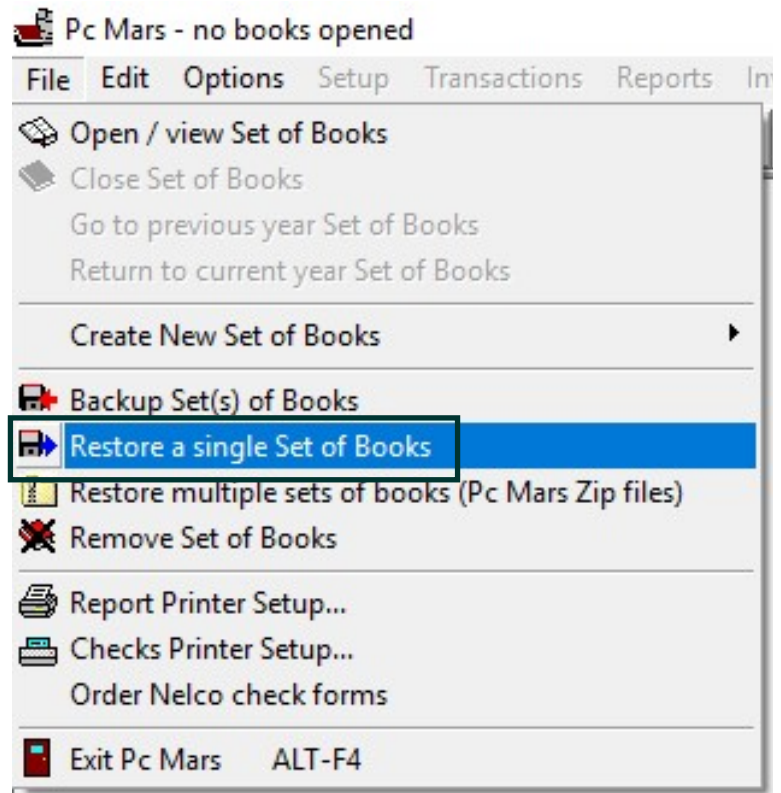 Pc Mars - no books opened
File Edit Options Setup Transactions Reports
Open / view Set of Books
Close Set of Books
Go to previous year Set of Books
Return to current year Set of Books
Create New Set of Books
Backup Set(s) of Books
Restore a single Set of Books
Restore multiple sets of books (Pc Mars Zip files)
Remove Set of Books
Report Printer Setup...
Checks Printer Setup...
Order Nelco check forms
Exit Pc Mars ALT-F4